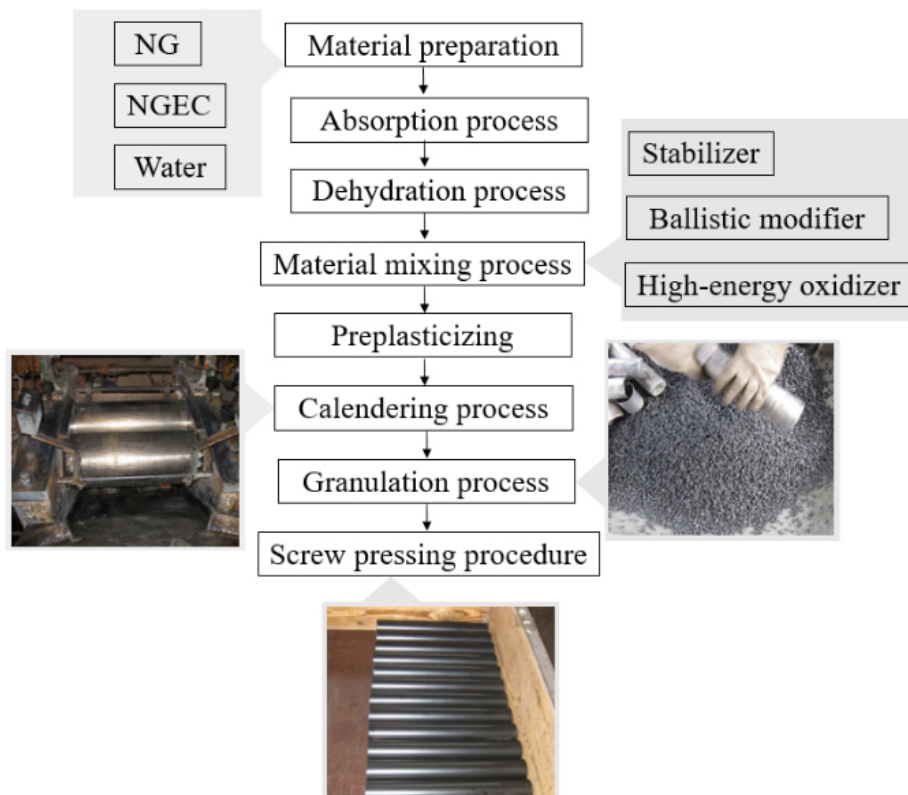 NG
NGEC
Water
Material preparation
Absorption process
Dehydration process
Material mixing process
Stabilizer
Ballistic modifier
High-energy oxidizer
Preplasticizing
Calendering process
Granulation process
Screw pressing procedure